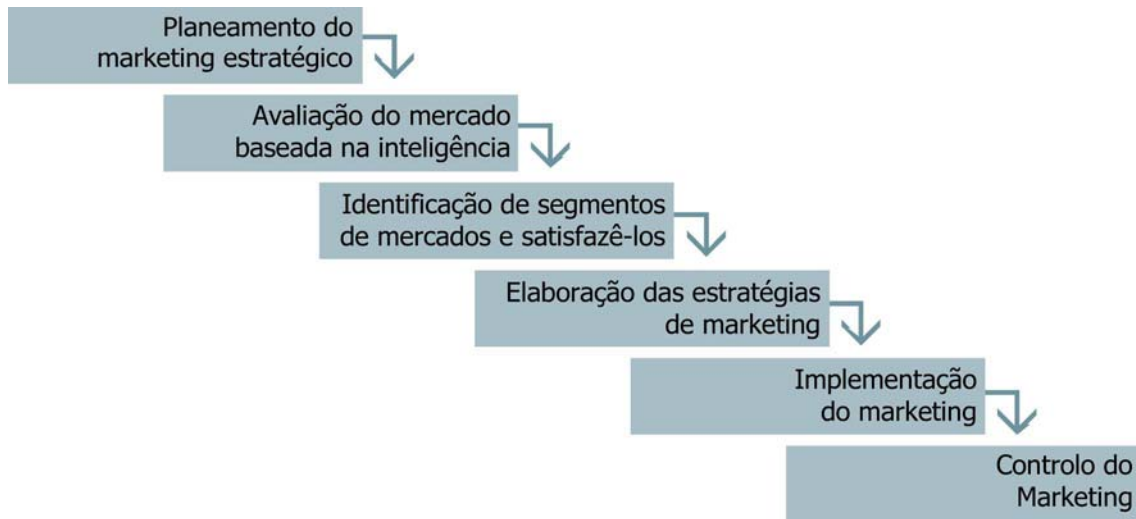 Planeamento do
marketing estratégico
Avaliação do mercado
baseada na inteligência
Identificação de segmentos
de mercados e satisfazê-los
Elaboração das estratégias
de marketing
Implementação
do marketing
Controlo do
Marketing